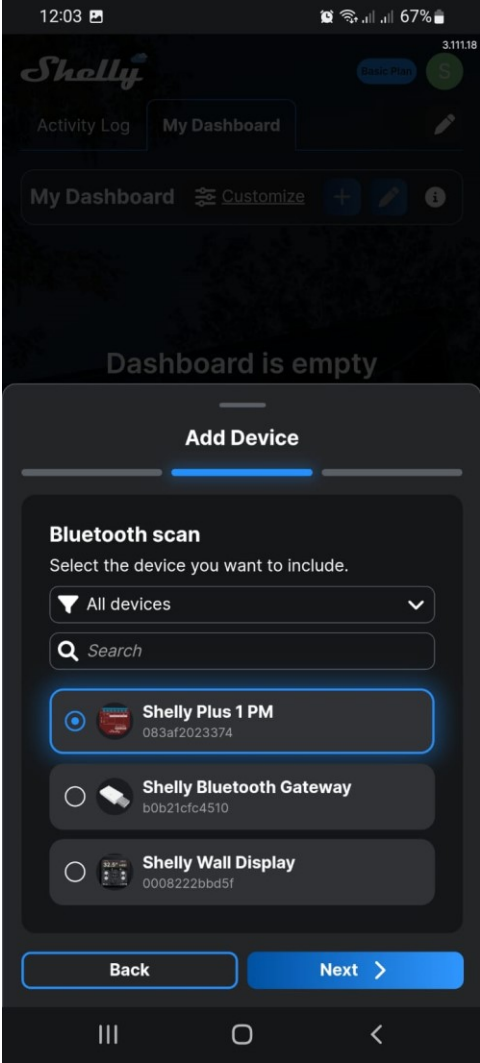 12:03
67%
3.111.18
Shelly
Basic Plan
S
Activity Log
My Dashboard
My Dashboard
Customize
Dashboard is empty
Add Device
Bluetooth scan
Select the device you want to include.
All devices
Search
Shelly Plus 1 PM
083af2023374
Shelly Bluetooth Gateway
b0b21cfc4510
Shelly Wall Display
0008222bbd5f
Back
Next